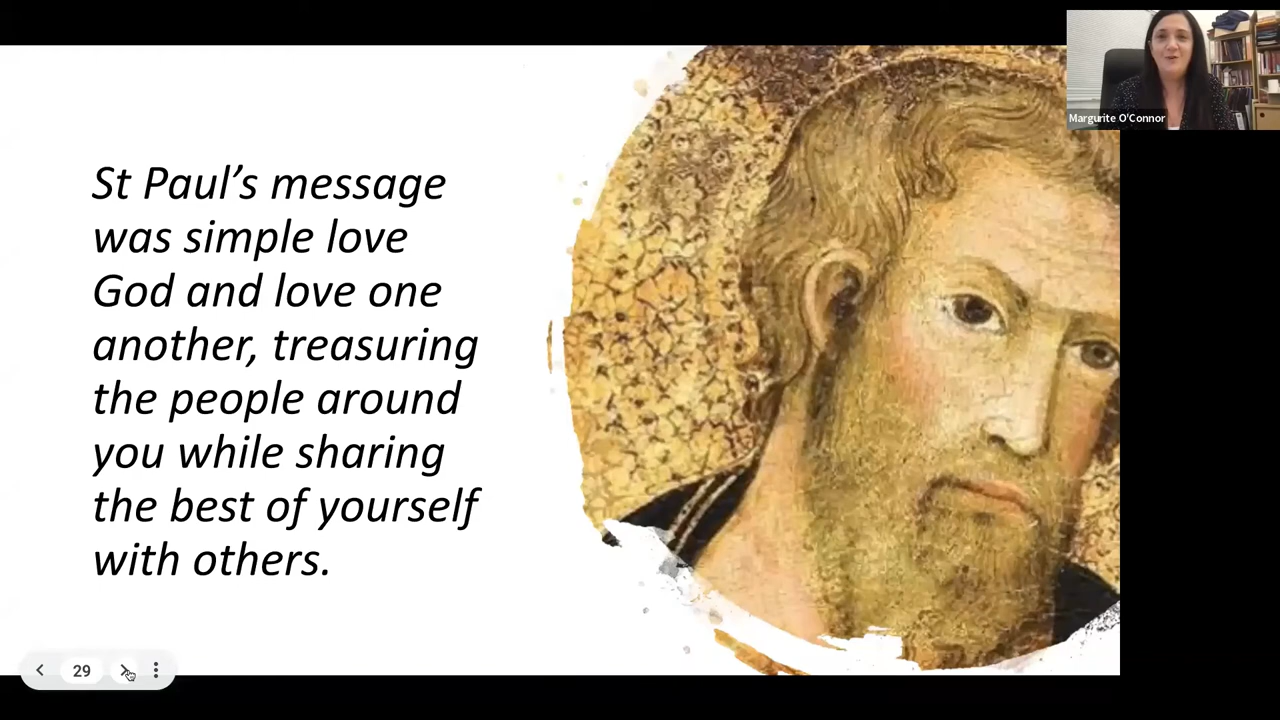 Margurite O'Connor
St Paul’s message
was simple love
God and love one
another, treasuring
the people around
you while sharing
the best of yourself
with others.
29